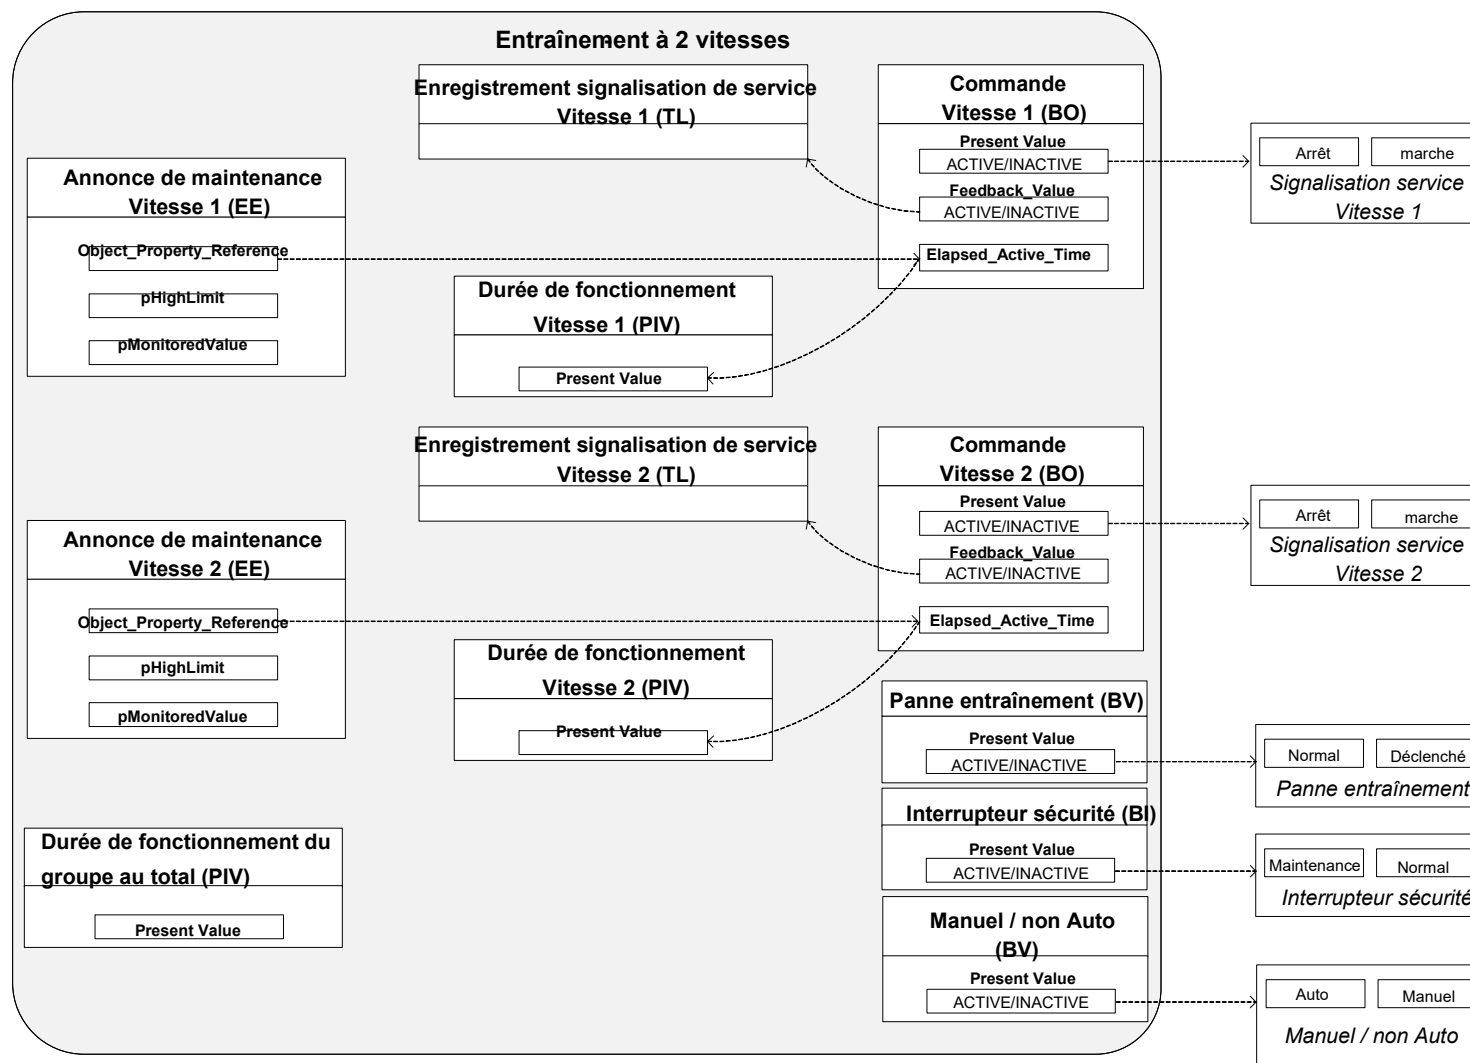 Entraînement à 2 vitesses
Enregistrement signalisation de service
Vitesse 1 (TL)
Commande
Vitesse 1 (BO)
Present Value
ACTIVE/INACTIVE
Feedback_Value
ACTIVE/INACTIVE
Elapsed_Active_Time
Arrêt
marche
Signalisation service
Vitesse 1
Annonce de maintenance
Vitesse 1 (EE)
Object_Property_Reference
pHighLimit
pMonitoredValue
Durée de fonctionnement
Vitesse 1 (PIV)
Present Value
Enregistrement signalisation de service
Vitesse 2 (TL)
Commande
Vitesse 2 (BO)
Present Value
ACTIVE/INACTIVE
Feedback_Value
ACTIVE/INACTIVE
Elapsed_Active_Time
Arrêt
marche
Signalisation service
Vitesse 2
Annonce de maintenance
Vitesse 2 (EE)
Object_Property_Reference
pHighLimit
pMonitoredValue
Durée de fonctionnement
Vitesse 2 (PIV)
Present Value
Panne entraînement (BV)
Present Value
ACTIVE/INACTIVE
Normal
Déclenché
Panne entraînement
Interrupteur sécurité (BI)
Present Value
ACTIVE/INACTIVE
Maintenance
Normal
Interrupteur sécurité
Durée de fonctionnement du
groupe au total (PIV)
Present Value
Manuel / non Auto
(BV)
Present Value
ACTIVE/INACTIVE
Auto
Manuel
Manuel / non Auto